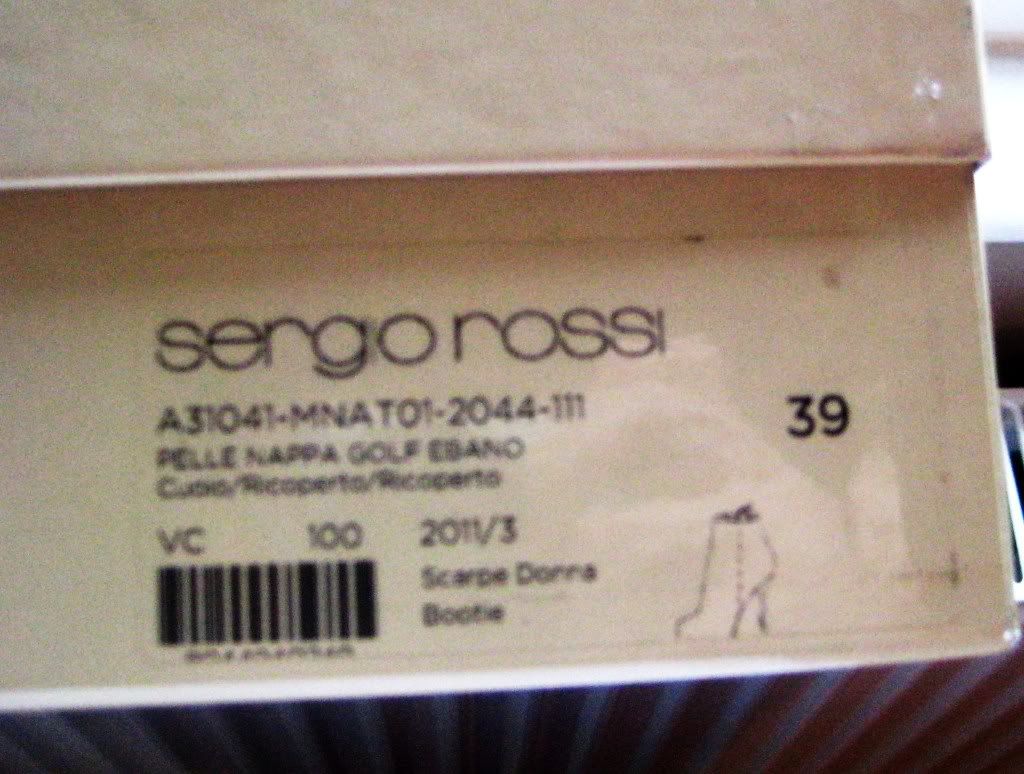 sergio rossi
A31041-MNAT01-2044-111
39
PELLE NAPPA GOLF EBANO
Cuoio/Ricoperto/Ricoperto
VC 100 2011/3
Scarpe Donna
Bootie